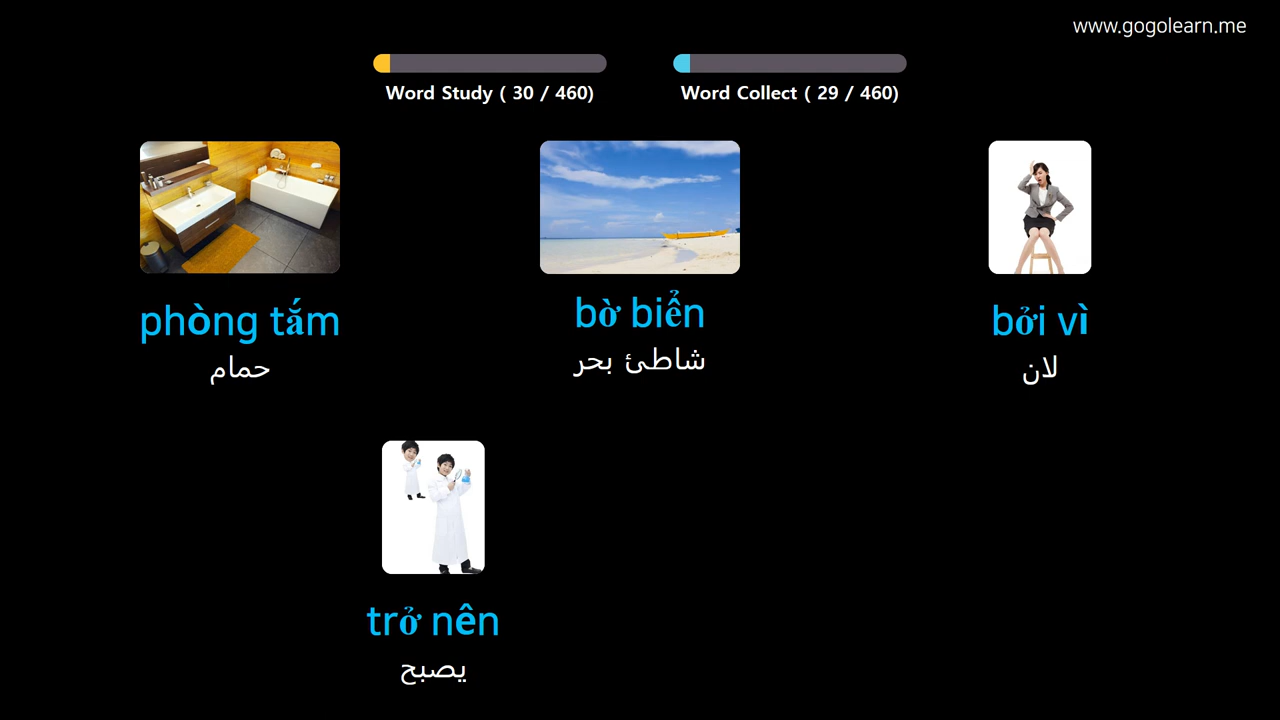 www.gogolearn.me
Word Study ( 30 / 460)
Word Collect ( 29 / 460)
phòng tắm
حمام
bờ biển
شاطئ بحر
bởi vì
لان
trở nên
يصبح